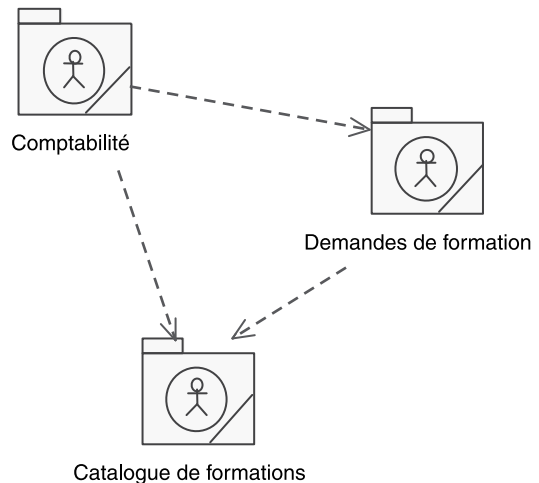 Comptabilité
Demandes de formation
Catalogue de formations